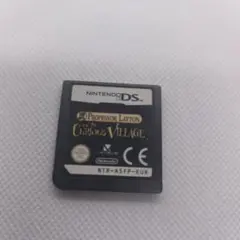 NINTENDO DS
PROFESSOR LAYTON
AND THE
CURIOUS VILLAGE
CE
NTR-A5FP-EUR